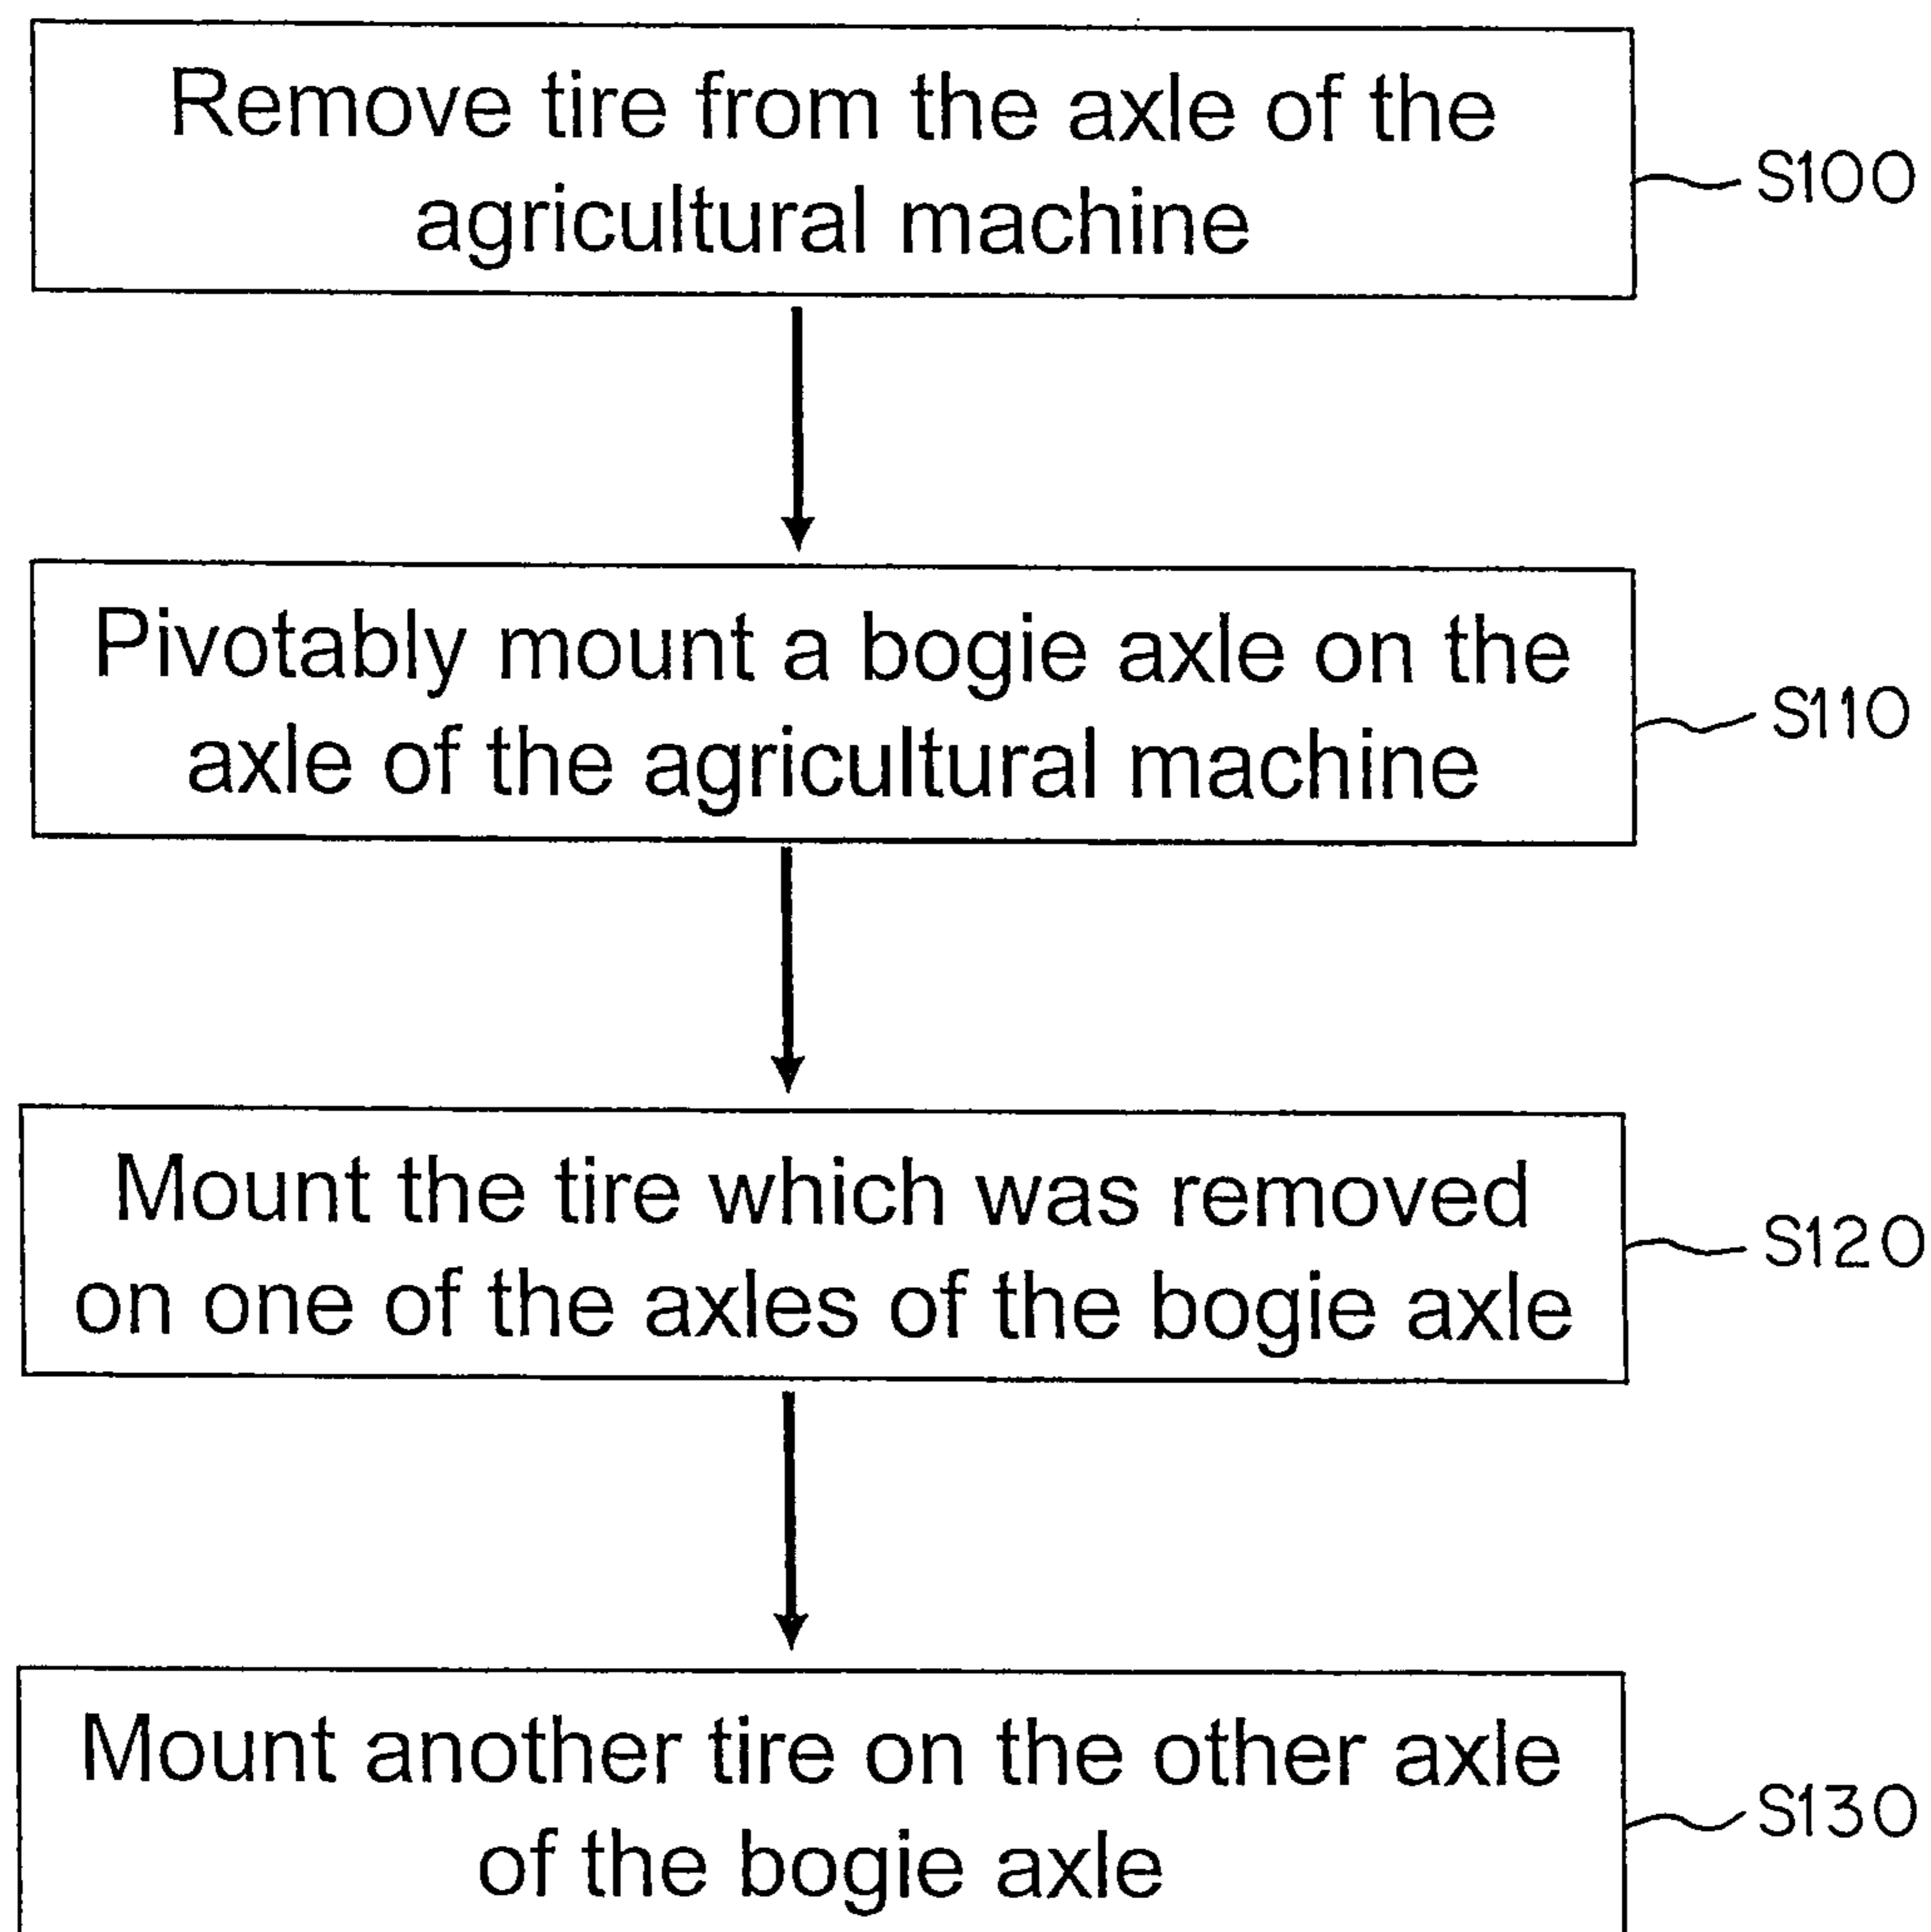 Remove tire from the axle of the
agricultural machine
S100
Pivotably mount a bogie axle on the
axle of the agricultural machine
S110
Mount the tire which was removed
on one of the axles of the bogie axle
S120
Mount another tire on the other axle
of the bogie axle
S130